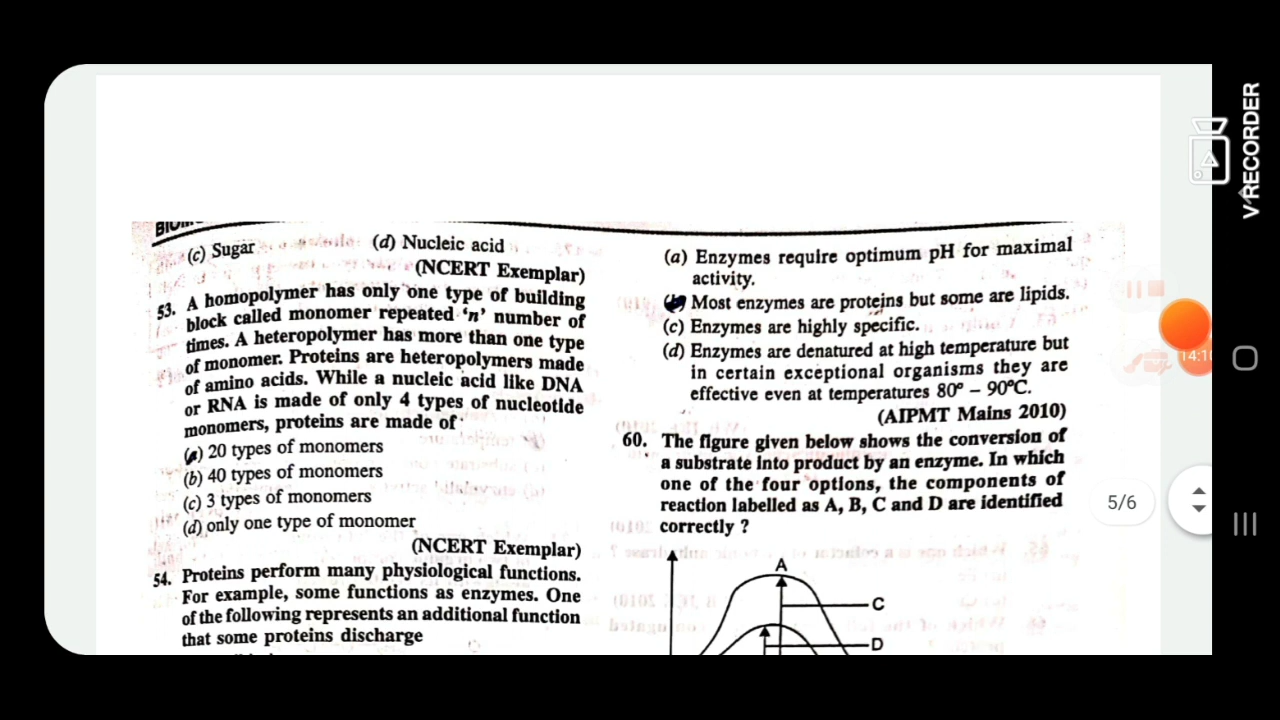 (c) Sugar (d) Nucleic acid
(NCERT Exemplar)
53. A homopolymer has only one type of building
block called monomer repeated ‘n’ number of
times. A heteropolymer has more than one type
of monomer. Proteins are heteropolymers made
of amino acids. While a nucleic acid like DNA
or RNA is made of only 4 types of nucleotide
monomers, proteins are made of
(a) 20 types of monomers
(b) 40 types of monomers
(c) 3 types of monomers
(d) only one type of monomer
(NCERT Exemplar)
54. Proteins perform many physiological functions.
For example, some functions as enzymes. One
of the following represents an additional function
that some proteins discharge
(a) Enzymes require optimum pH for maximal
activity.
Most enzymes are proteins but some are lipids.
(c) Enzymes are highly specific.
(d) Enzymes are denatured at high temperature but
in certain exceptional organisms they are
effective even at temperatures 80° – 90°C.
(AIPMT Mains 2010)
60. The figure given below shows the conversion of
a substrate into product by an enzyme. In which
one of the four options, the components of
reaction labelled as A, B, C and D are identified
correctly ?
A
C
D
5/6
V RECORDER